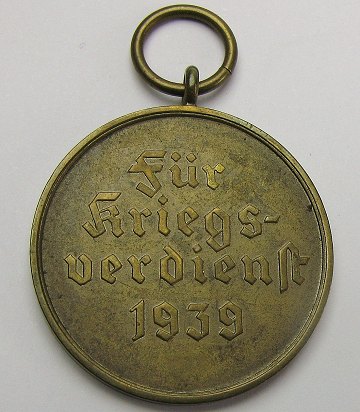 Für
Kriegs-
verdienſt
1939